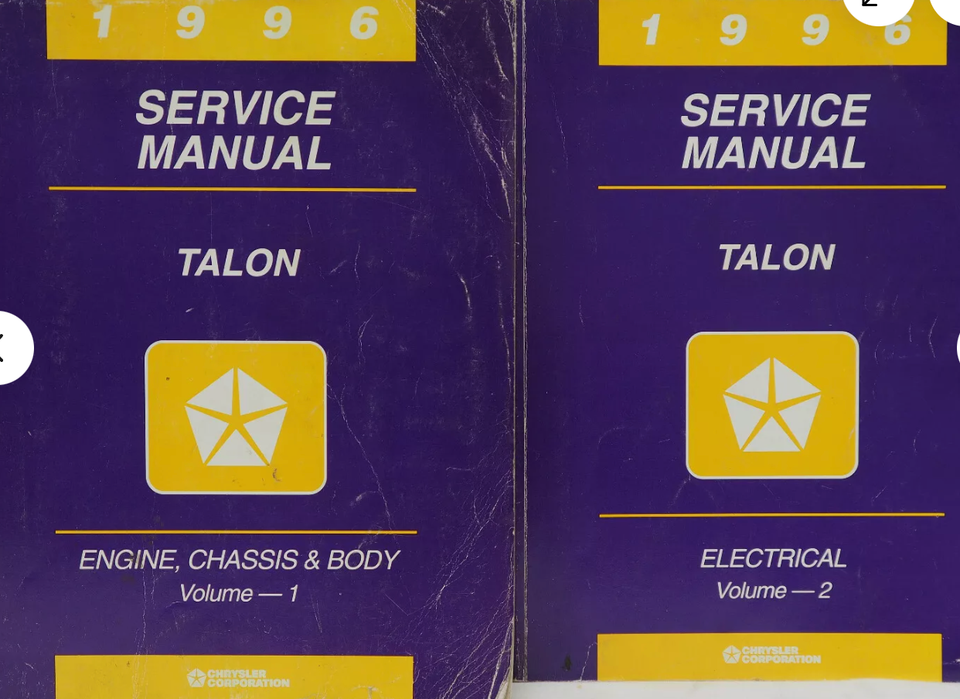 1 9 9 6
SERVICE
MANUAL
TALON
ENGINE, CHASSIS & BODY
Volume — 1
CHRYSLER
CORPORATION
1 9 9 6
SERVICE
MANUAL
TALON
ELECTRICAL
Volume — 2
CHRYSLER
CORPORATION